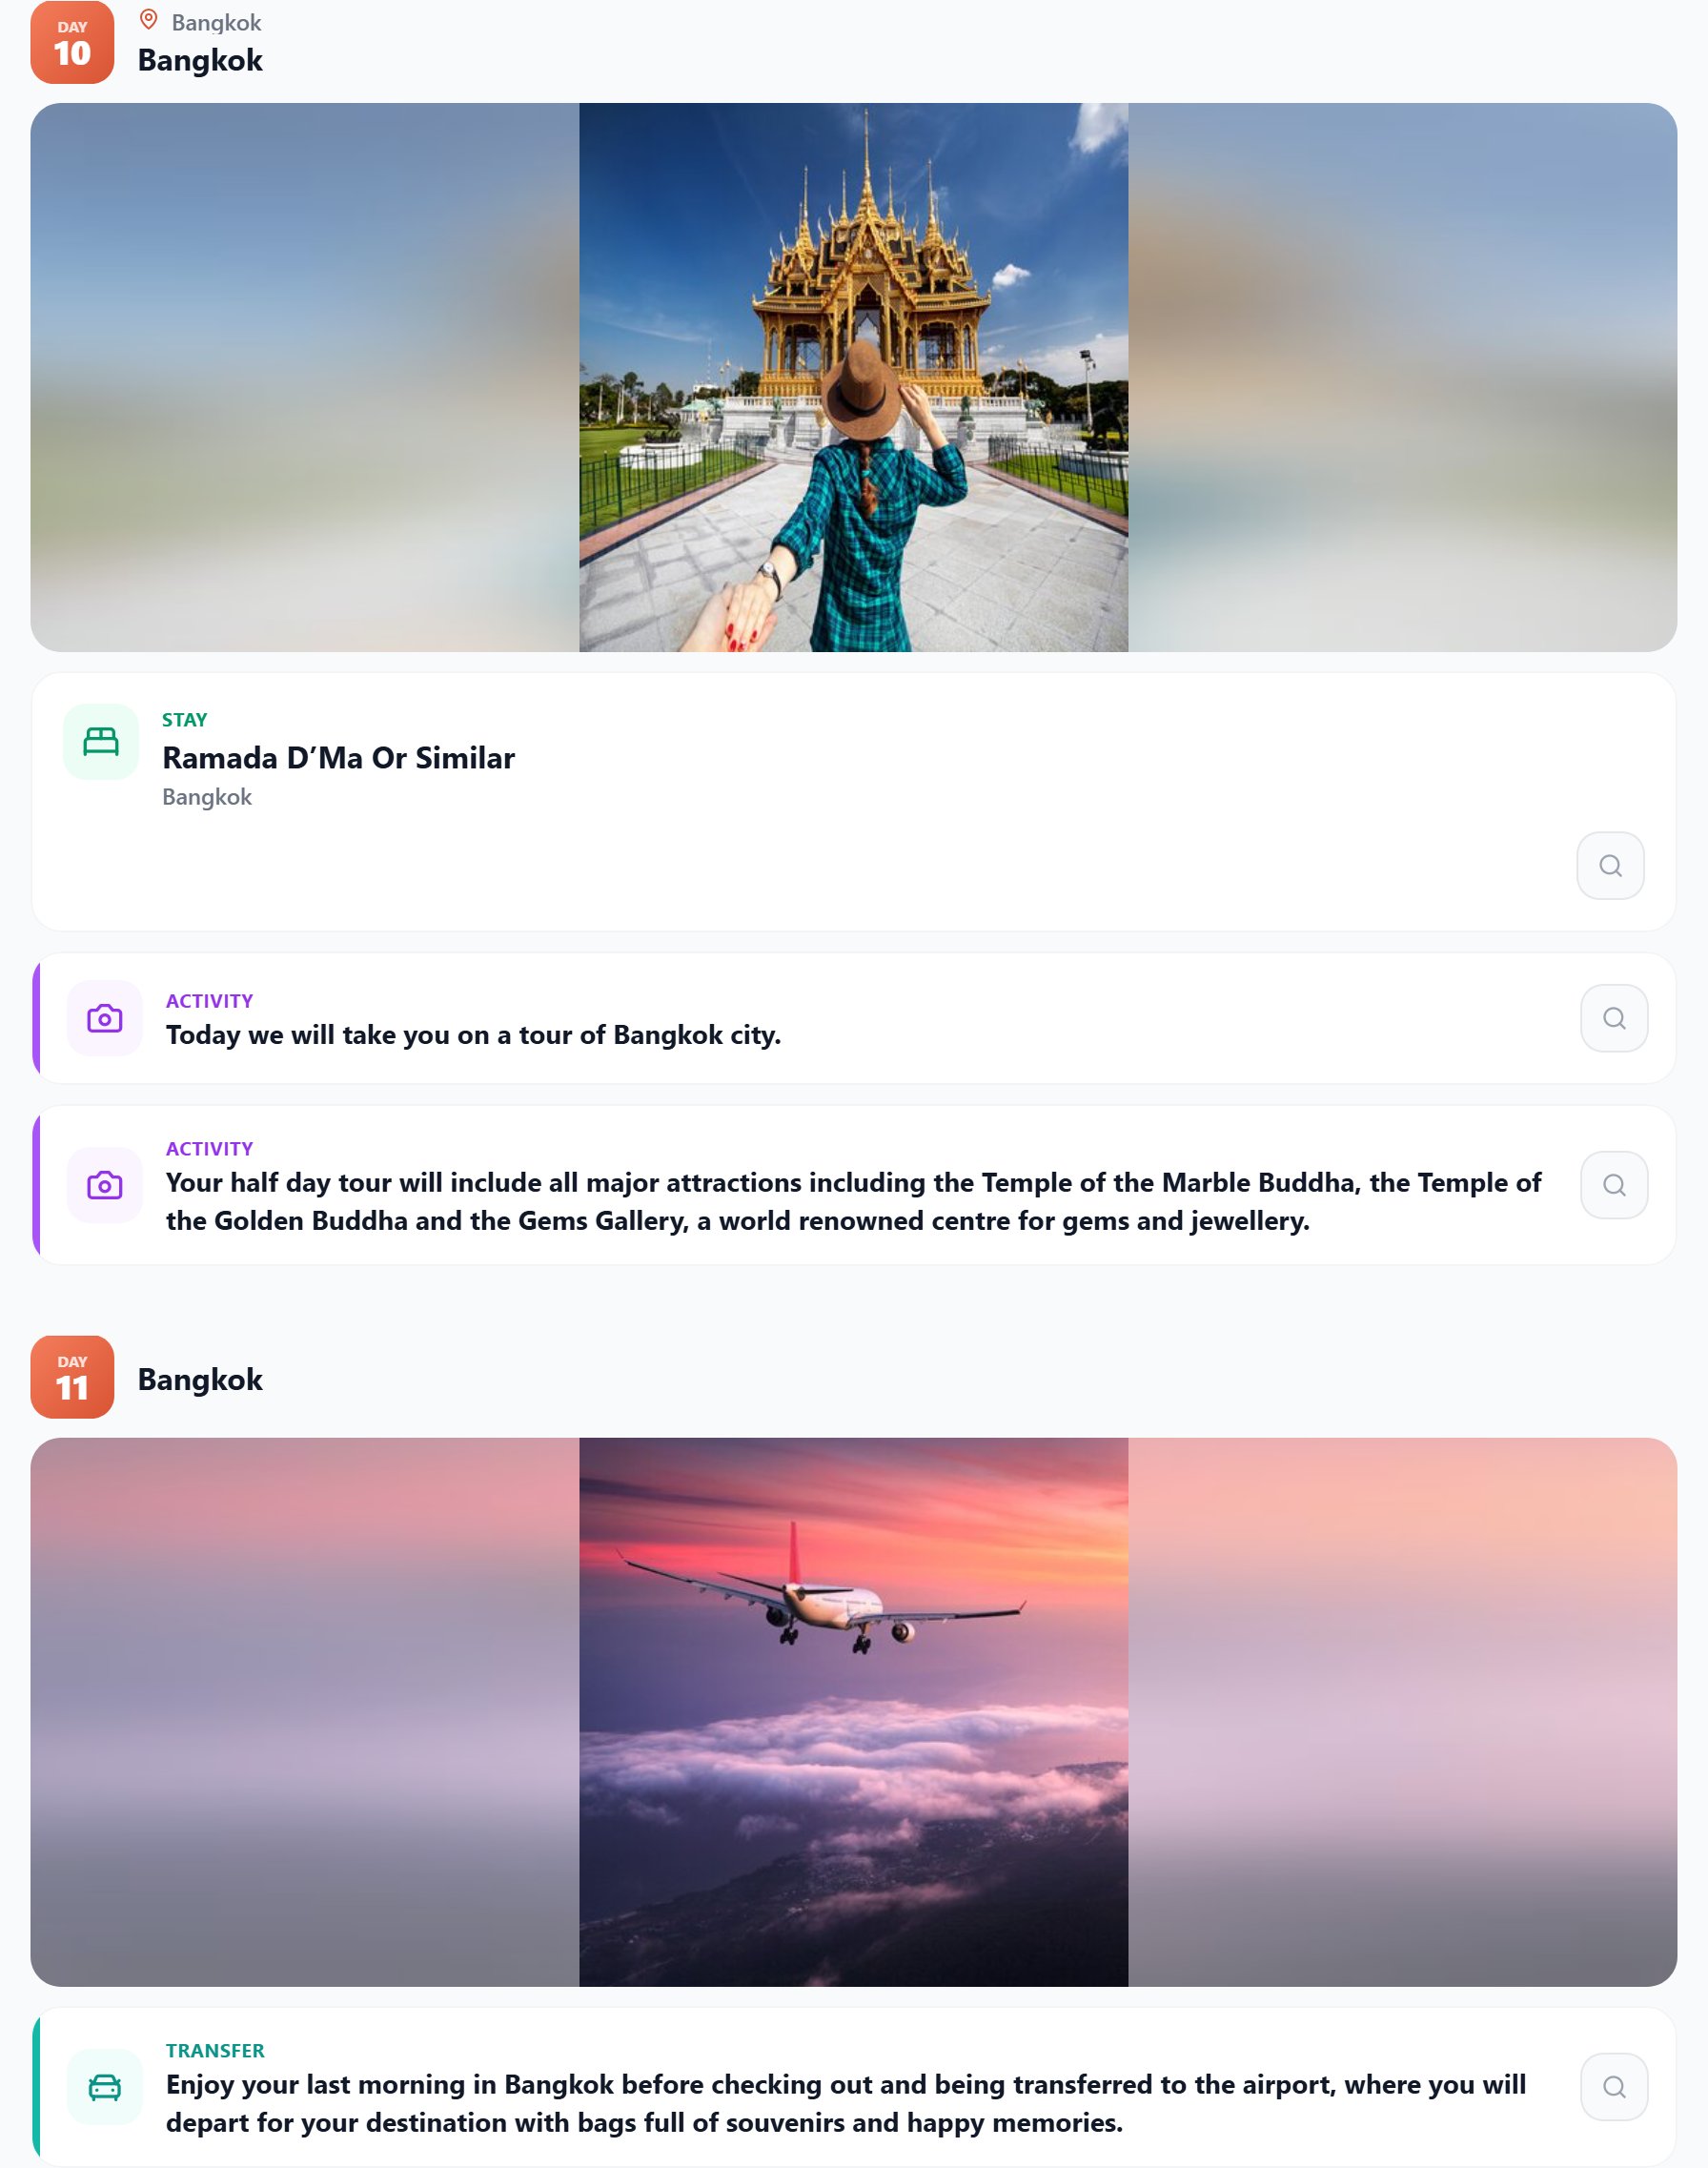 DAY
10
Bangkok
Bangkok
STAY
Ramada D’Ma Or Similar
Bangkok
ACTIVITY
Today we will take you on a tour of Bangkok city.
ACTIVITY
Your half day tour will include all major attractions including the Temple of the Marble Buddha, the Temple of
the Golden Buddha and the Gems Gallery, a world renowned centre for gems and jewellery.
DAY
11
Bangkok
TRANSFER
Enjoy your last morning in Bangkok before checking out and being transferred to the airport, where you will
depart for your destination with bags full of souvenirs and happy memories.